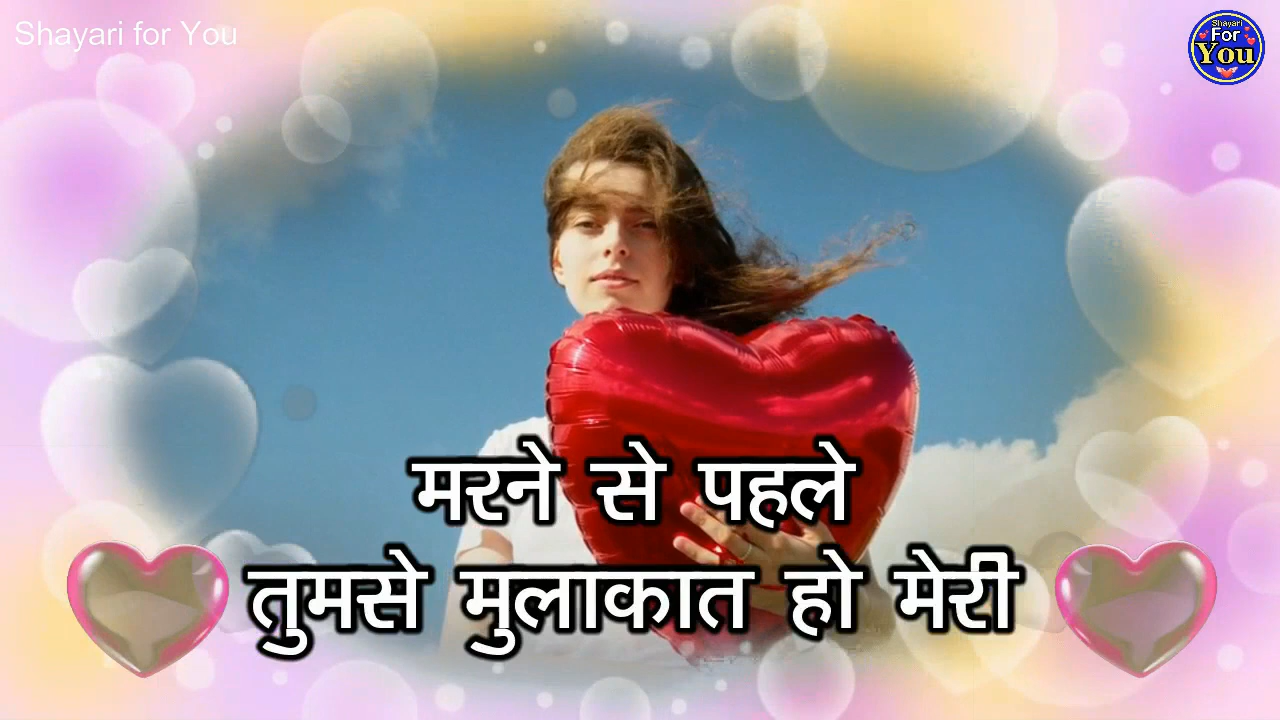 Shayari for You
Shayari
For
You
मरने से पहले
तुमसे मुलाकात हो मेरी